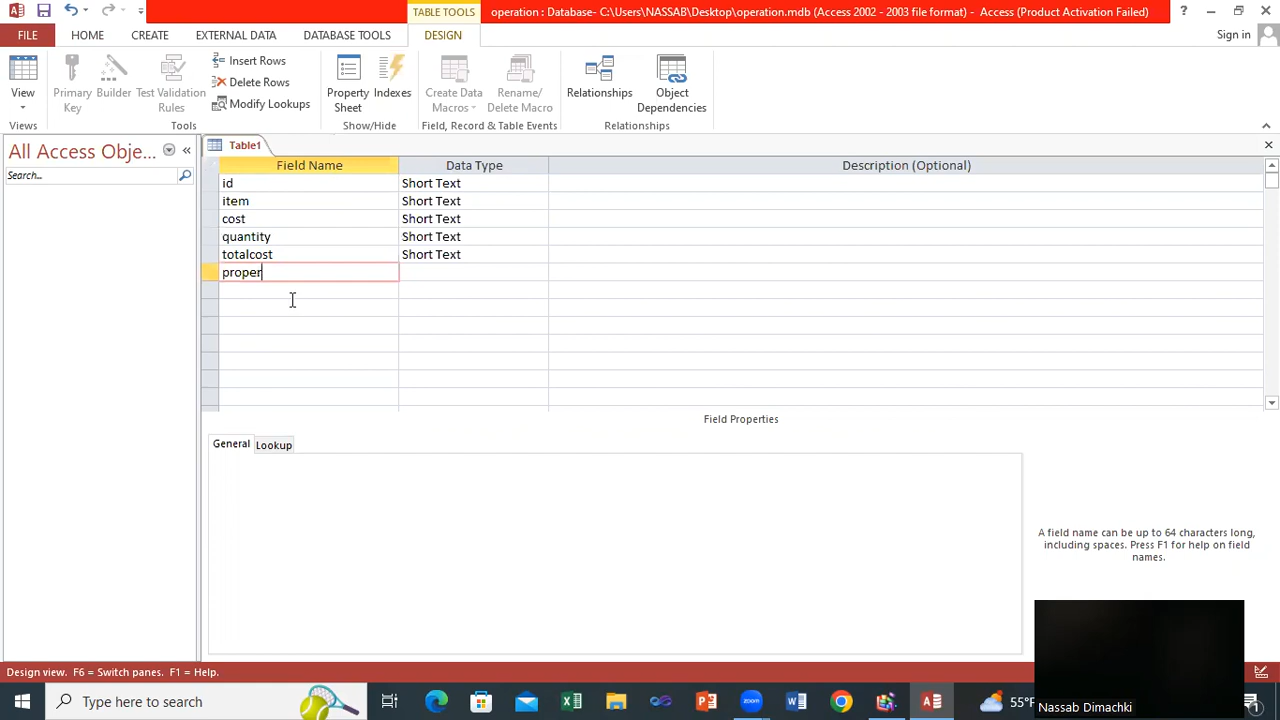 TABLE TOOLS
operation : Database- C:\Users\NASSAB\Desktop\operation.mdb (Access 2002 - 2003 file format) - Access (Product Activation Failed)
FILE HOME CREATE EXTERNAL DATA DATABASE TOOLS DESIGN Sign in
View
Primary Key
Builder
Test Validation Rules
Insert Rows
Delete Rows
Modify Lookups
Property Sheet
Indexes
Create Data Macros
Rename/ Delete Macro
Relationships
Object Dependencies
Views Tools Show/Hide Field, Record & Table Events Relationships
All Access Obje...
Search...
Table1
Field Name Data Type Description (Optional)
id Short Text
item Short Text
cost Short Text
quantity Short Text
totalcost Short Text
proper
Field Properties
General Lookup
A field name can be up to 64 characters long,
including spaces. Press F1 for help on field
names.
Design view. F6 = Switch panes. F1 = Help.
Type here to search
zoom
55°F
1
Nassab Dimachki